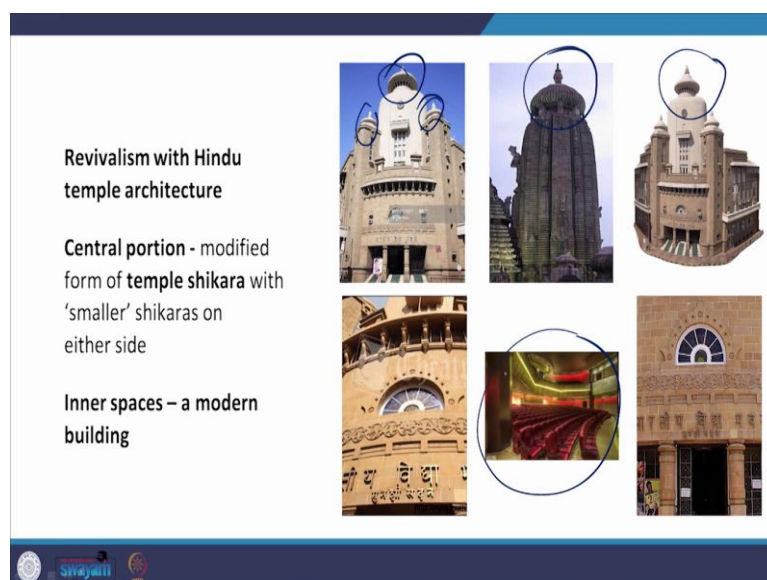 Revivalism with Hindu
temple architecture
Central portion - modified
form of temple shikara with
‘smaller’ shikaras on
either side
Inner spaces – a modern
building
swayam